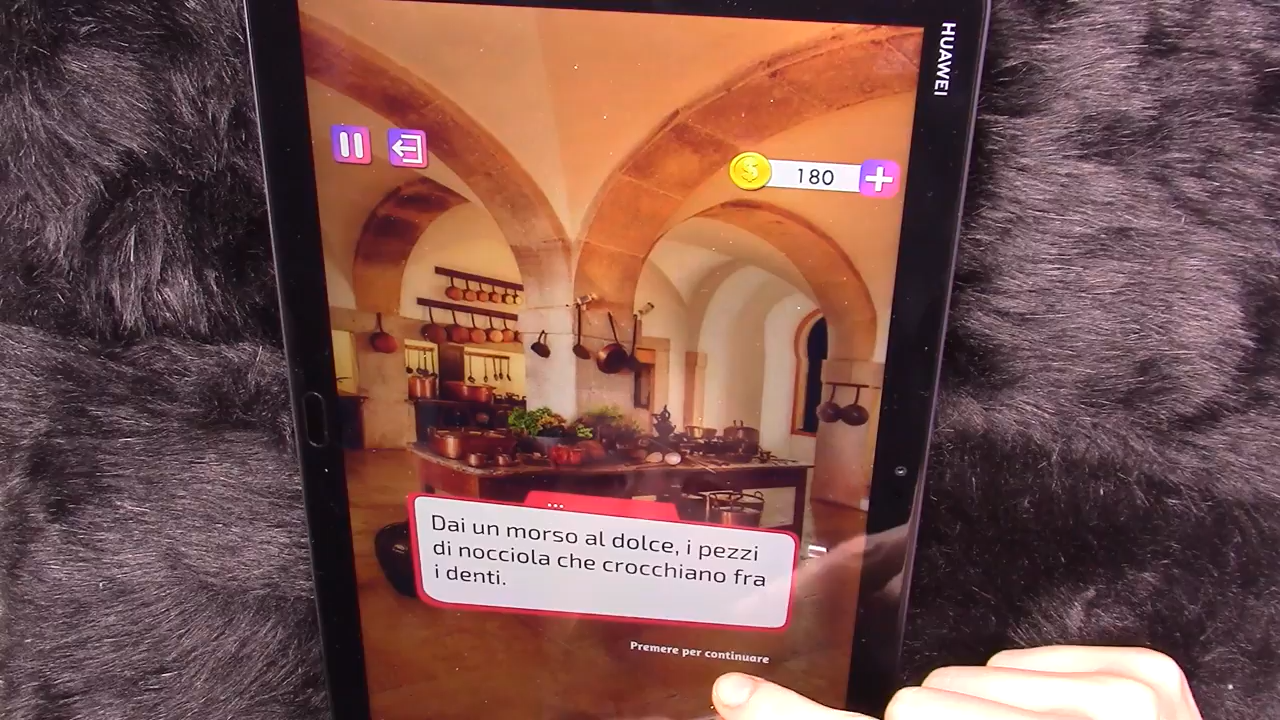 HUAWEI
180
Dai un morso al dolce, i pezzi
di nocciola che crocchiano fra
i denti.
Premere per continuare